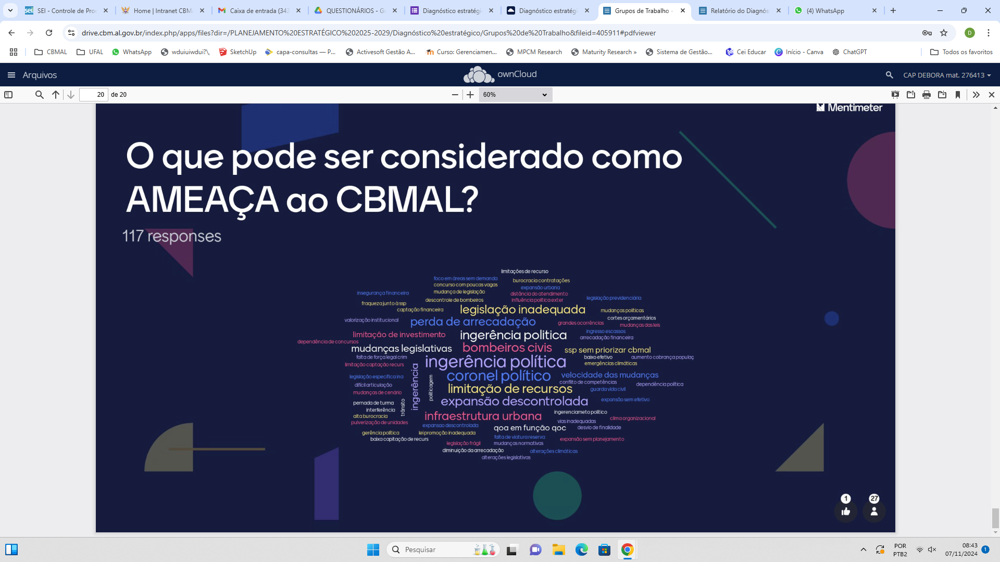 SEI - Controle de Pro
Home | Intranet CBM
Caixa de entrada (343
QUESTIONÁRIOS - G
Diagnóstico estratégi
Diagnóstico estratégi
Grupos de Trabalho -
Relatório do Diagnós
(4) WhatsApp
drive.cbm.al.gov.br/index.php/apps/files?dir=/PLANEJAMENTO%20ESTRATÉGICO%202025-2029/Diagnóstico%20estratégico/Grupos%20de%20Trabalho&fileid=405911#pdfviewer
D
CBMAL
UFAL
WhatsApp
wduiuiwdui?\,
SketchUp
capa-consultas — P...
Activesoft Gestão A...
Curso: Gerenciamen...
MPCM Research
Maturity Research »
Sistema de Gestão...
Cei Educar
Início - Canva
ChatGPT
Todos os favoritos
Arquivos
ownCloud
CAP DEBORA mat. 276413
20 de 20
60%
Mentimeter
O que pode ser considerado como
AMEAÇA ao CBMAL?
117 responses
limitações de recurso
foco em áreas sem demanda
burocracia contratações
concurso com poucas vagas
expansão urbana
mudança de legislação
insegurança financeira
distância do atendimento
legislação previdenciária
descontrole de bombeiros
influência política exter
fraqueza junto à ssp
captação financeira
legislação inadequada
mudanças políticas
valorização institucional
perda de arrecadação
cortes orçamentários
grandes ocorrências
mudanças das leis
limitação de investimento
ingerência politica
ingresso escassos
arrecadação financeira
dependência de concursos
mudanças legislativas
bombeiros civis
ssp sem priorizar cbmal
falta de força legal crim
ingerência política
baixo efetivo
aumento cobrança populaç
limitação captação recurs
emergências climáticas
legislação específica ina
coronel político
velocidade das mudanças
ingerência
politicagem
difícil articulação
conflito de competências
dependência política
mudanças de cenário
limitação de recursos
guarda vida civil
pernada de turma
trânsito
expansão descontrolada
expansão sem efetivo
interferência
ingerenciameto político
alta burocracia
infraestrutura urbana
clima organizacional
pulverização de unidades
vias inadequadas
expansao descontrolada
qoa em função qoc
desvio de finalidade
gerência política
lei promoção inadequada
baixa capitação de recurs
falta de viatura reserva
expansão sem planejamento
legislação frágil
mudanças normativas
diminuição da arrecadação
alterações climáticas
alterações legislativas
1
27
Pesquisar
POR
PTB2
08:43
07/11/2024
1